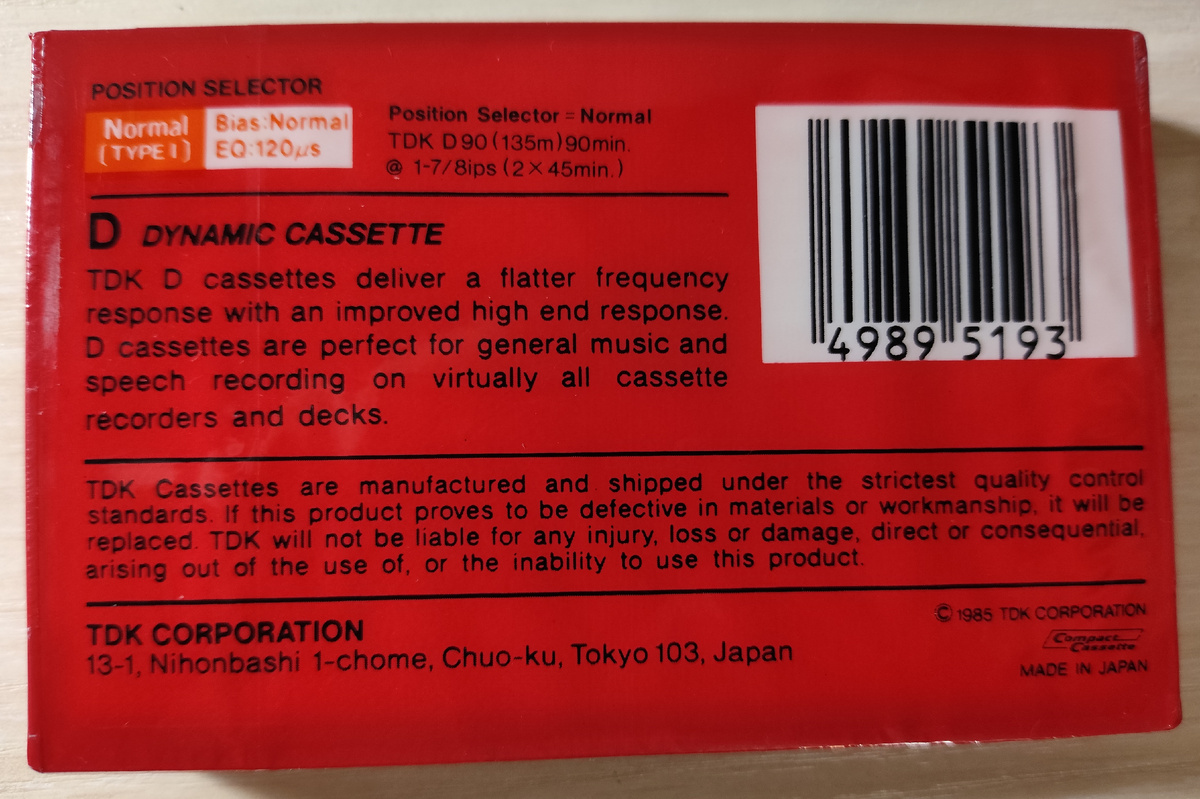 POSITION SELECTOR
Normal
(TYPE I)
Bias:Normal
EQ:120μs
Position Selector = Normal
TDK D90(135m)90min.
@ 1-7/8ips (2×45min.)
4989 5193
D DYNAMIC CASSETTE
TDK D cassettes deliver a flatter frequency
response with an improved high end response.
D cassettes are perfect for general music and
speech recording on virtually all cassette
recorders and decks.
TDK Cassettes are manufactured and shipped under the strictest quality control
standards. If this product proves to be defective in materials or workmanship, it will be
replaced. TDK will not be liable for any injury, loss or damage, direct or consequential,
arising out of the use of, or the inability to use this product.
TDK CORPORATION
13-1, Nihonbashi 1-chome, Chuo-ku, Tokyo 103, Japan
©1985 TDK CORPORATION
Compact
Cassette
MADE IN JAPAN